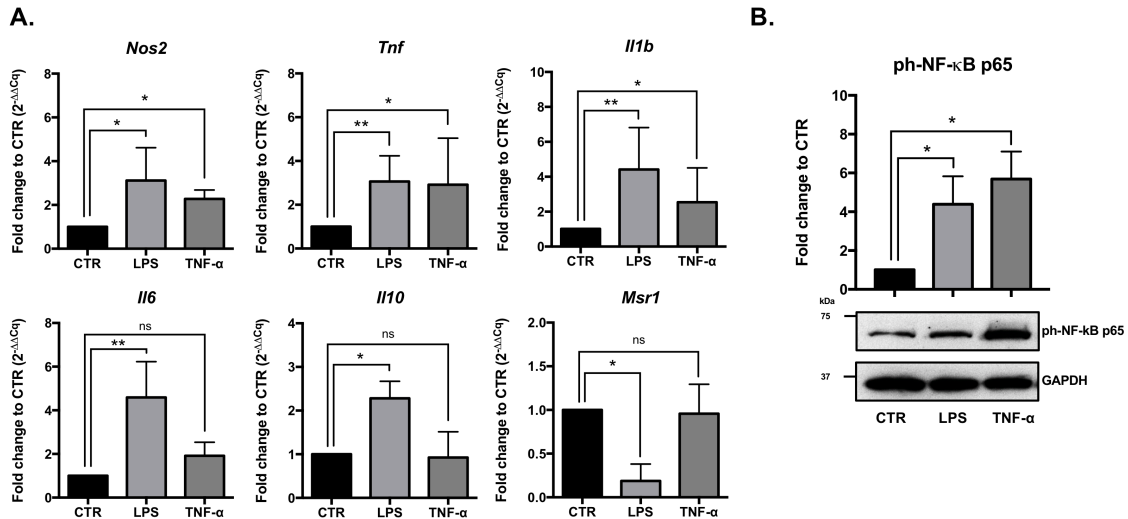 A.
B.
Nos2
Fold change to CTR (2-ΔΔCq)
8
6
4
2
0
*
*
CTR LPS TNF-α
Tnf
Fold change to CTR (2-ΔΔCq)
8
6
4
2
0
*
**
CTR LPS TNF-α
Il1b
Fold change to CTR (2-ΔΔCq)
10
8
6
4
2
0
*
**
CTR LPS TNF-α
Il6
Fold change to CTR (2-ΔΔCq)
8
6
4
2
0
ns
**
CTR LPS TNF-α
Il10
Fold change to CTR (2-ΔΔCq)
4
3
2
1
0
ns
*
CTR LPS TNF-α
Msr1
Fold change to CTR (2-ΔΔCq)
2.0
1.5
1.0
0.5
0.0
ns
*
CTR LPS TNF-α
ph-NF-κB p65
Fold change to CTR
10
8
6
4
2
0
*
*
kDa
75
ph-NF-kB p65
37
GAPDH
CTR LPS TNF-α